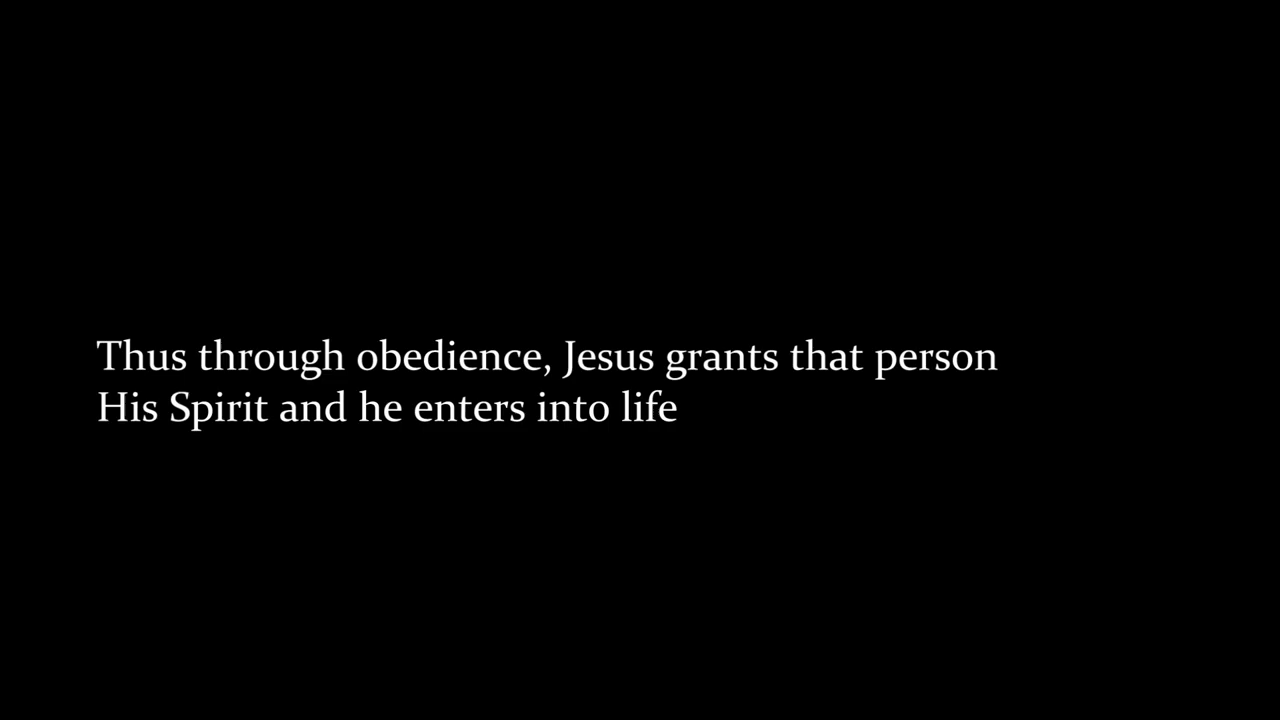 Thus through obedience, Jesus grants that person
His Spirit and he enters into life